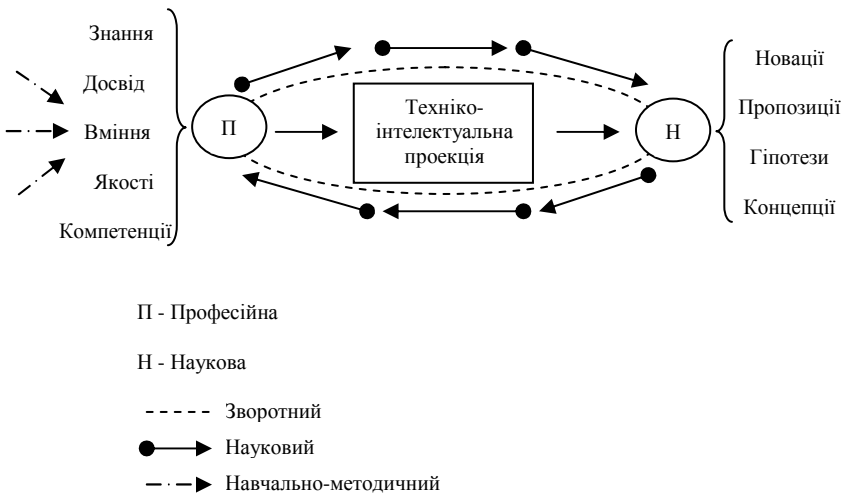 Знання
Досвід
Вміння
Якості
Компетенції
П
Техніко-
інтелектуальна
проекція
Н
Новації
Пропозиції
Гіпотези
Концепції
П - Професійна
Н - Наукова
Зворотний
Науковий
Навчально-методичний